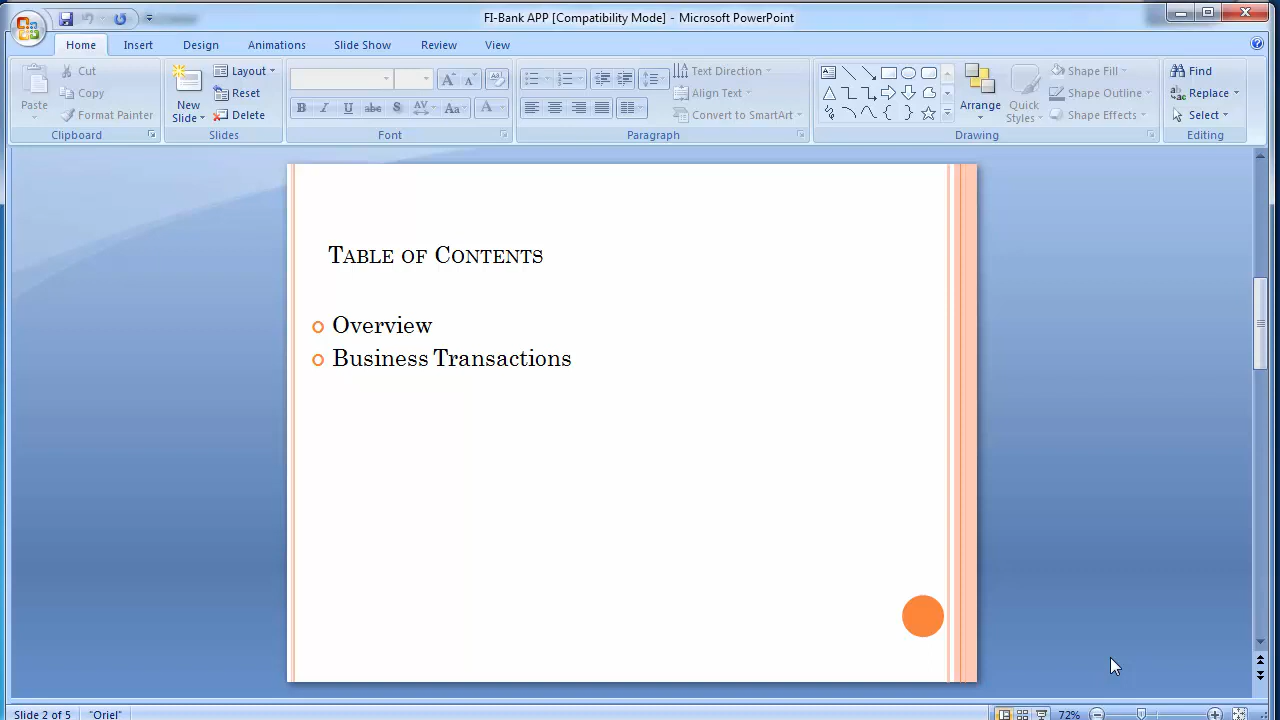 FI-Bank APP [Compatibility Mode] - Microsoft PowerPoint
Home Insert Design Animations Slide Show Review View
Paste Cut Copy Format Painter
New Slide Layout Reset Delete
B I U abc S AV Aa A
Text Direction Align Text Convert to SmartArt
Arrange Quick Styles Shape Fill Shape Outline Shape Effects
Find Replace Select
Clipboard Slides Font Paragraph Drawing Editing
Table of Contents
Overview
Business Transactions
Slide 2 of 5 "Oriel" 72%